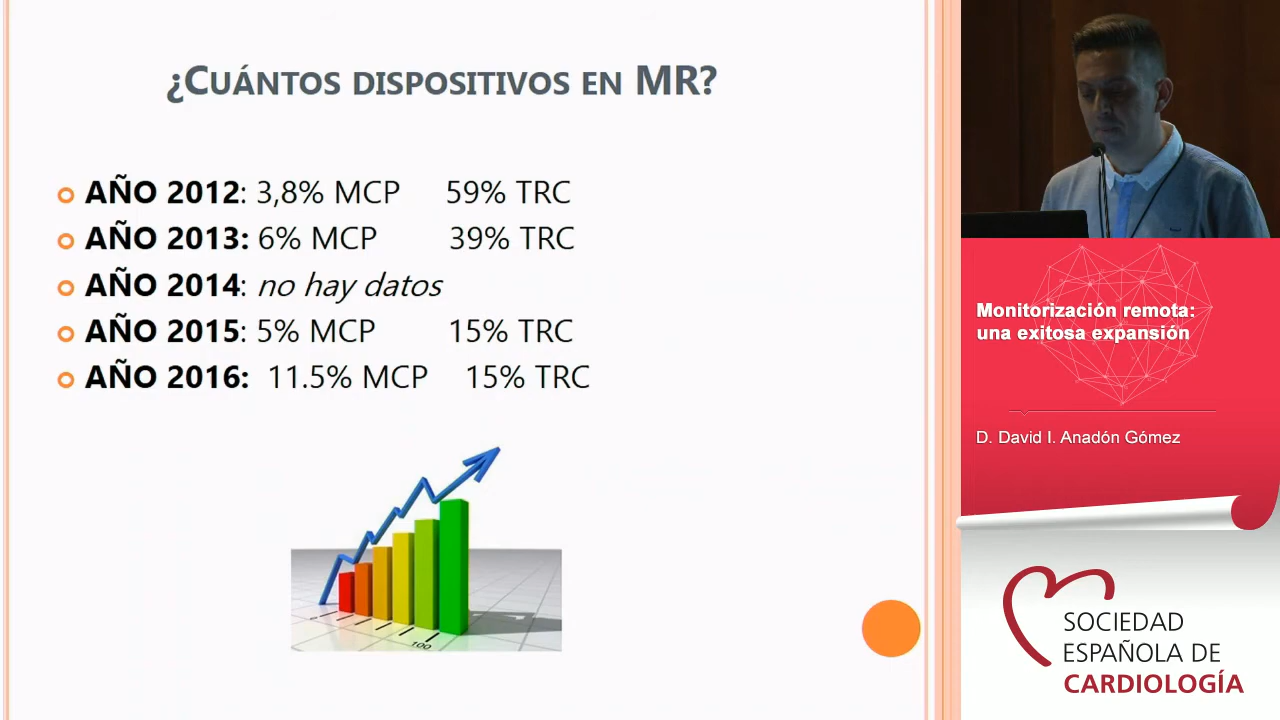 ¿CUÁNTOS DISPOSITIVOS EN MR?
AÑO 2012: 3,8% MCP 59% TRC
AÑO 2013: 6% MCP 39% TRC
AÑO 2014: no hay datos
AÑO 2015: 5% MCP 15% TRC
AÑO 2016: 11.5% MCP 15% TRC
100
Monitorización remota:
una exitosa expansión
D. David I. Anadón Gómez
SOCIEDAD
ESPAÑOLA DE
CARDIOLOGÍA